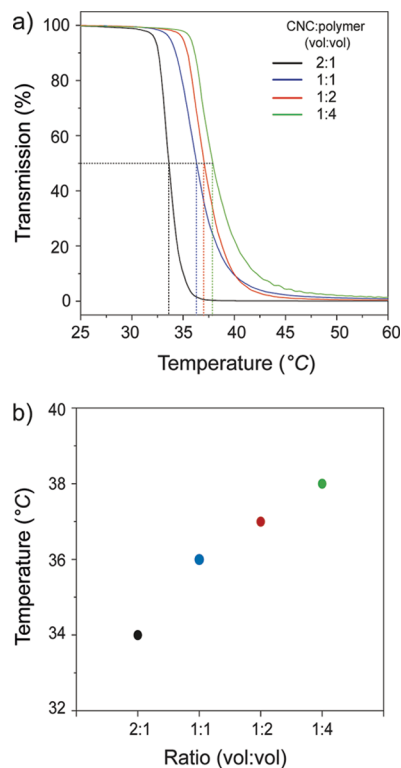 a)
CNC:polymer
(vol:vol)
2:1
1:1
1:2
1:4
Transmission (%)
100
80
60
40
20
0
25 30 35 40 45 50 55 60
Temperature (°C)
b)
Temperature (°C)
40
38
36
34
32
2:1 1:1 1:2 1:4
Ratio (vol:vol)